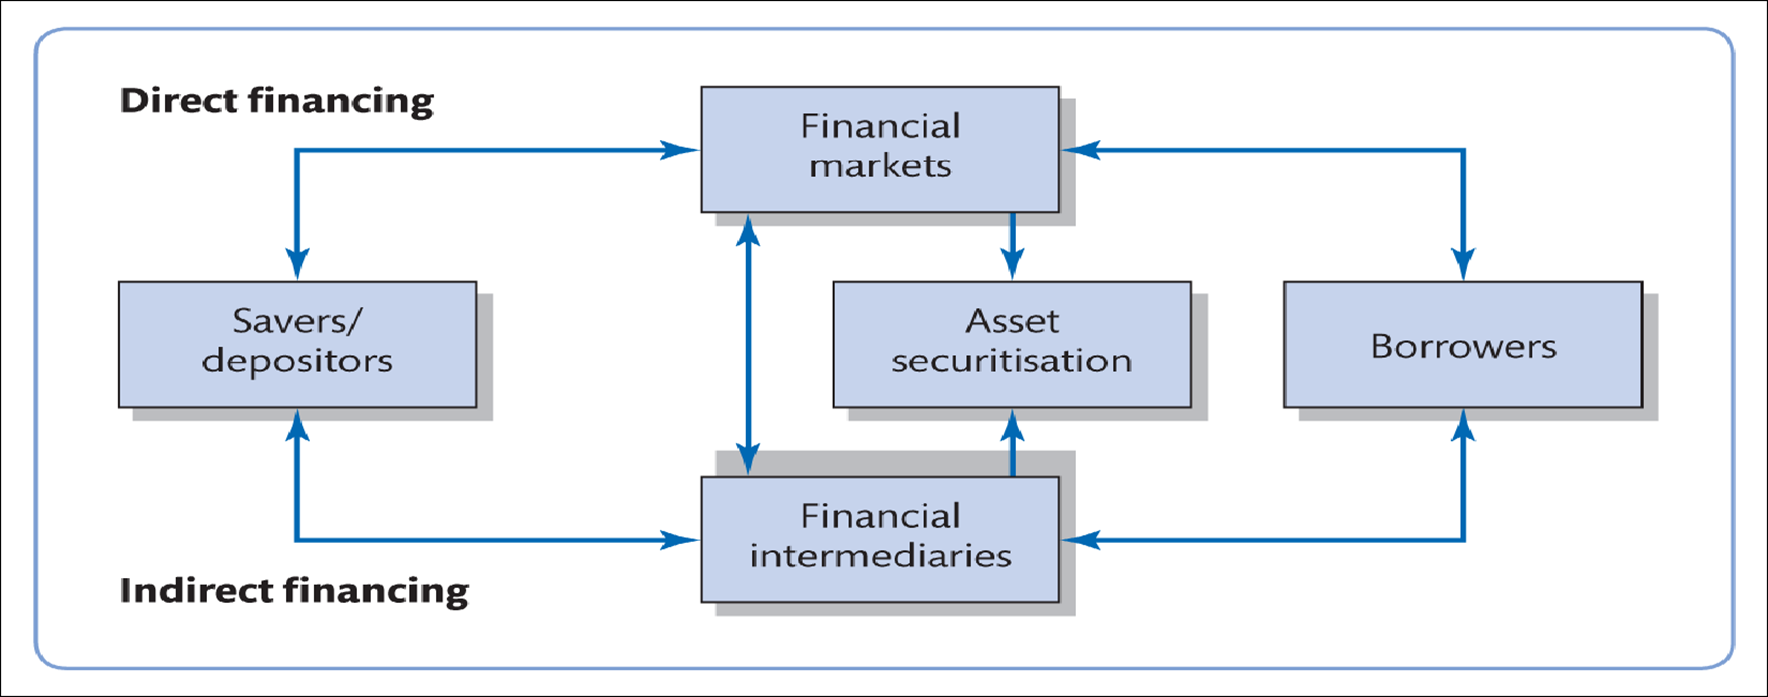 Direct financing
Financial
markets
Savers/
depositors
Asset
securitisation
Borrowers
Financial
intermediaries
Indirect financing